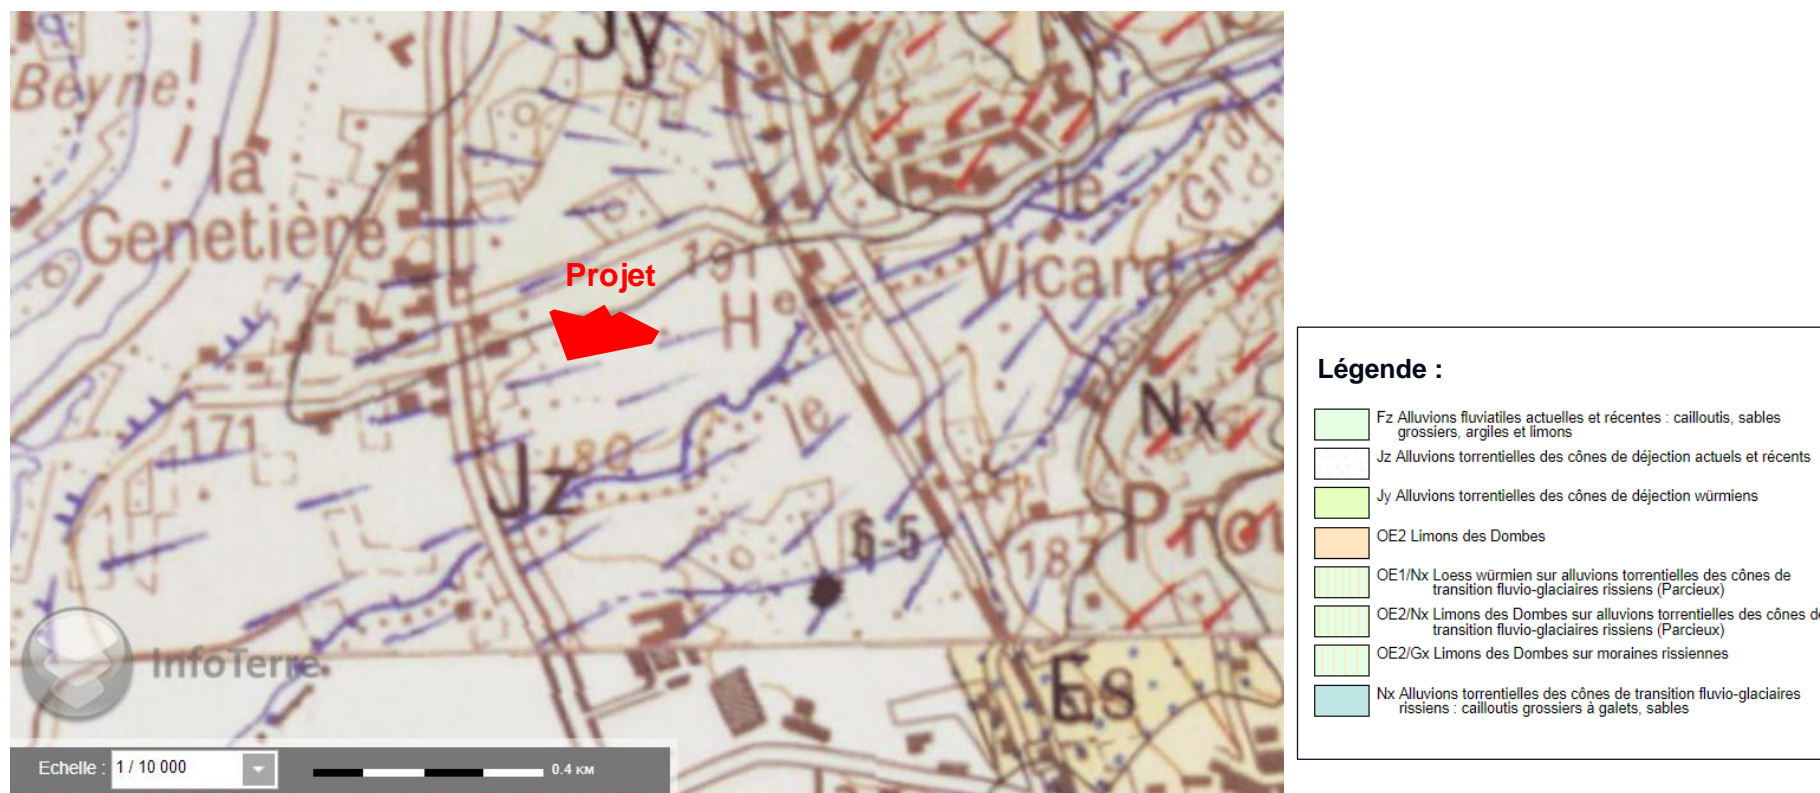 Jy
Beyne
la
Genetière
191
Projet
le
Grd
Vicard
He
171
180
le
Nx
Jz
6-5
187
Prou
Es
InfoTerre
Echelle : 1 / 10 000
0.4 KM
Légende :
Fz Alluvions fluviatiles actuelles et récentes : cailloutis, sables
grossiers, argiles et limons
Jz Alluvions torrentielles des cônes de déjection actuels et récents
Jy Alluvions torrentielles des cônes de déjection würmiens
OE2 Limons des Dombes
OE1/Nx Loess würmien sur alluvions torrentielles des cônes de
transition fluvio-glaciaires rissiens (Parcieux)
OE2/Nx Limons des Dombes sur alluvions torrentielles des cônes de
transition fluvio-glaciaires rissiens (Parcieux)
OE2/Gx Limons des Dombes sur moraines rissiennes
Nx Alluvions torrentielles des cônes de transition fluvio-glaciaires
rissiens : cailloutis grossiers à galets, sables